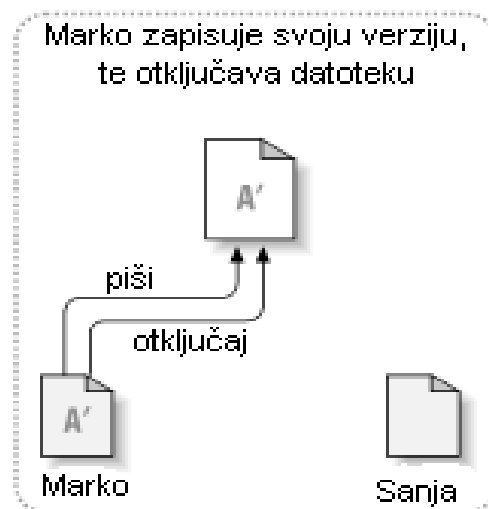 Marko zapisuje svoju verziju,
te otključava datoteku
A′
piši
otključaj
A′
Marko
Sanja